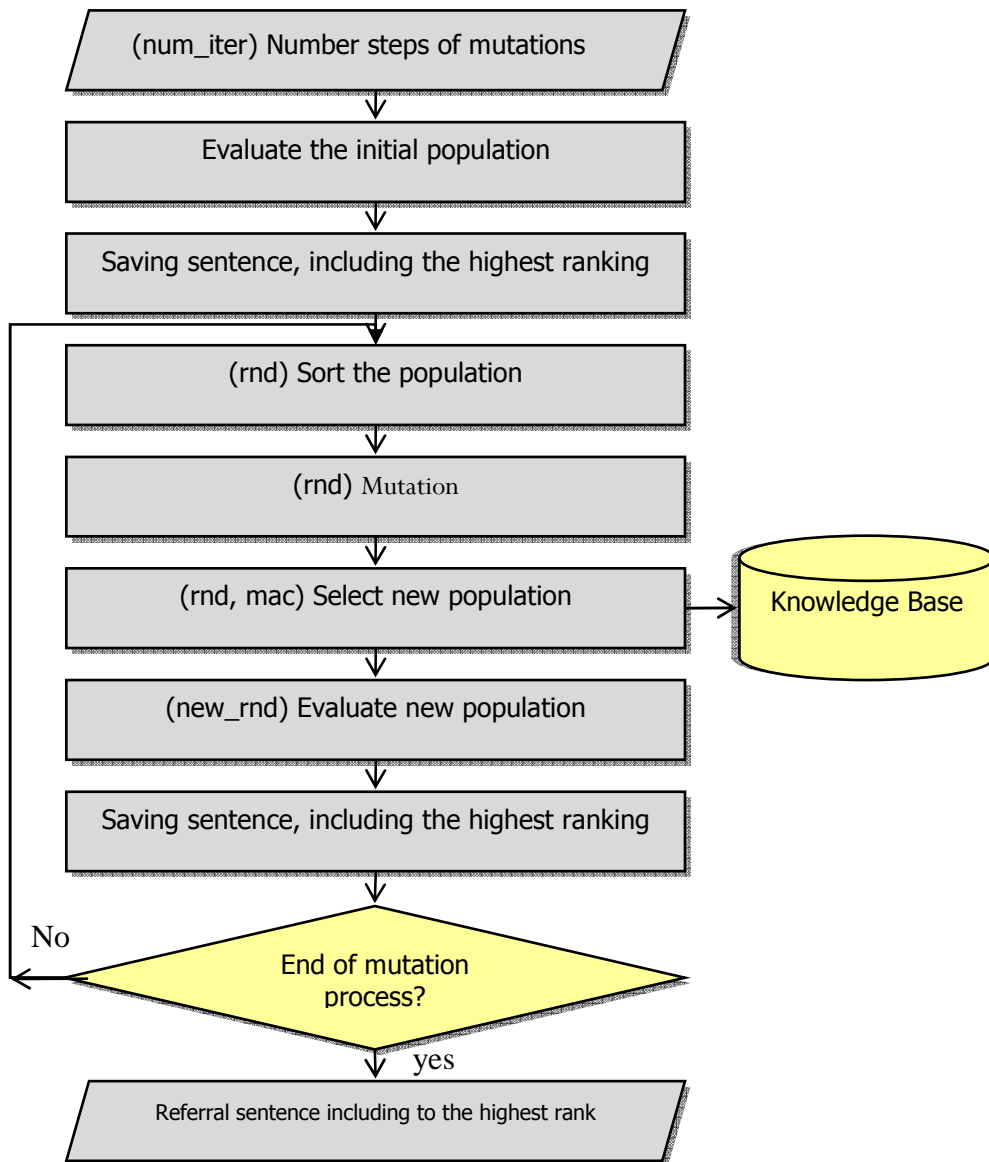 (num_iter) Number steps of mutations
Evaluate the initial population
Saving sentence, including the highest ranking
(rnd) Sort the population
(rnd) Mutation
(rnd, mac) Select new population
Knowledge Base
(new_rnd) Evaluate new population
Saving sentence, including the highest ranking
No
End of mutation
process?
yes
Referral sentence including to the highest rank